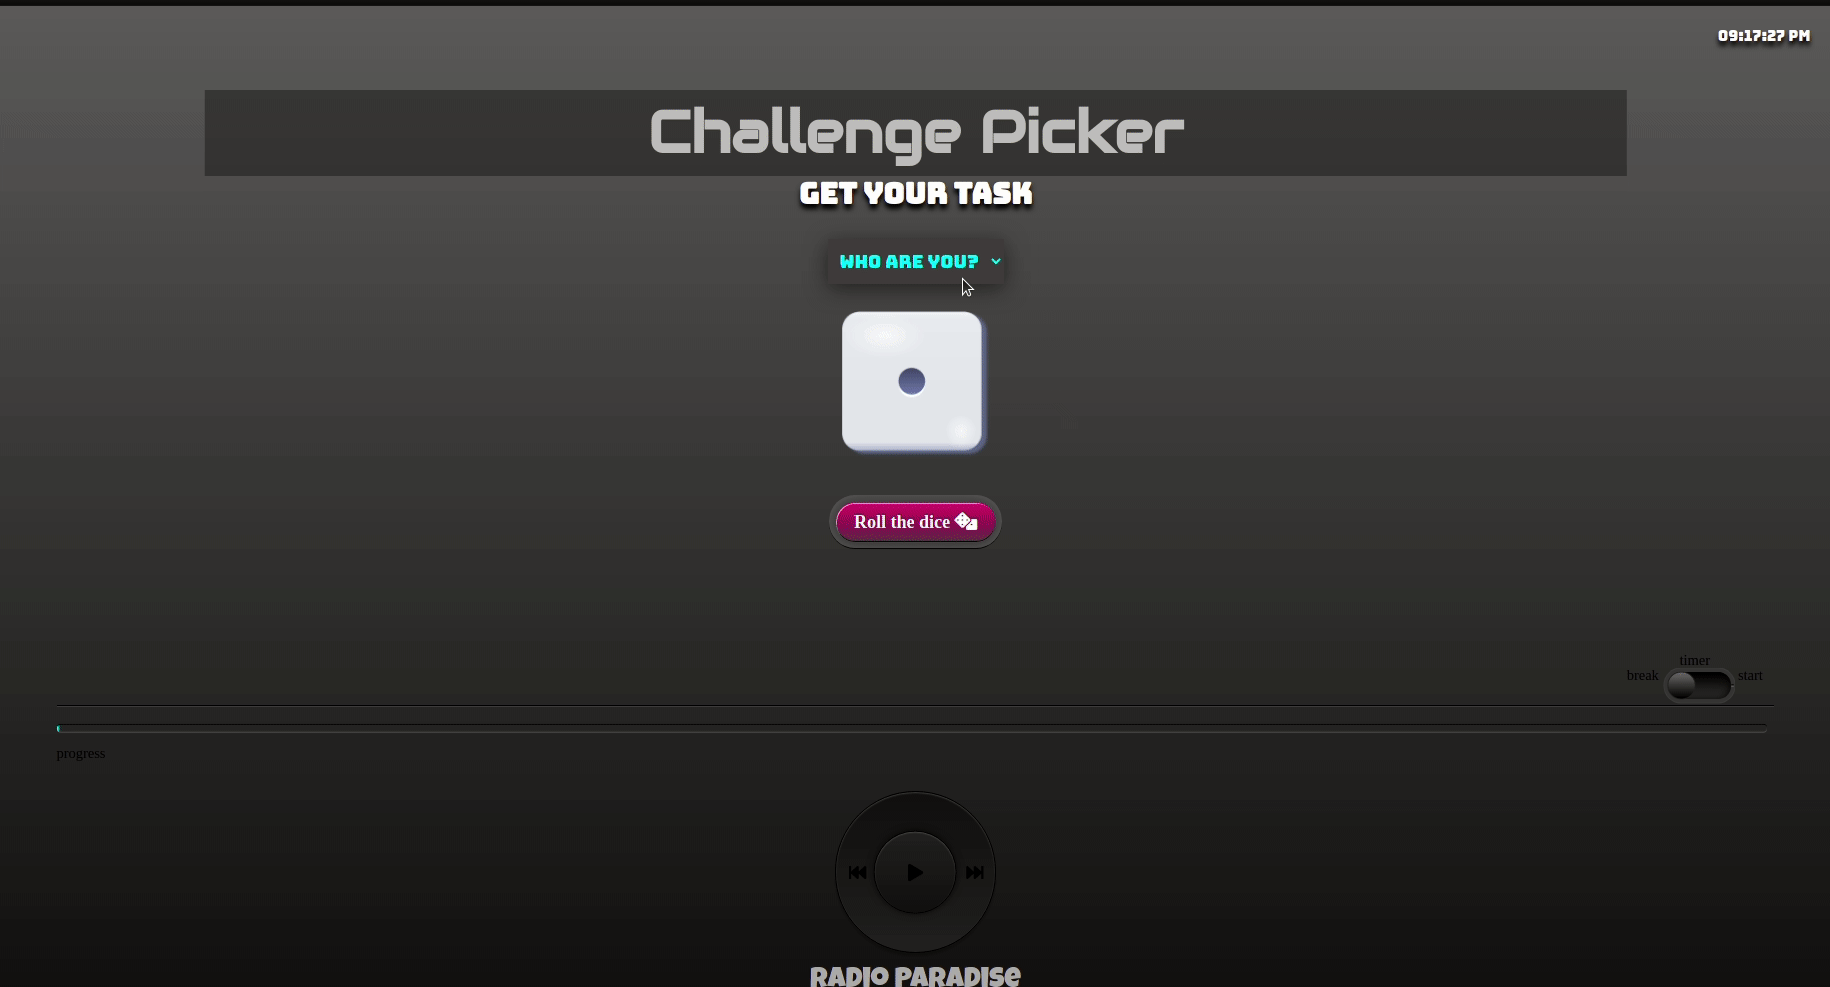 09:17:27 PM
Challenge Picker
GET YOUR TASK
WHO ARE YOU?
Roll the dice
timer
break
start
progress
RADIO PARADISE